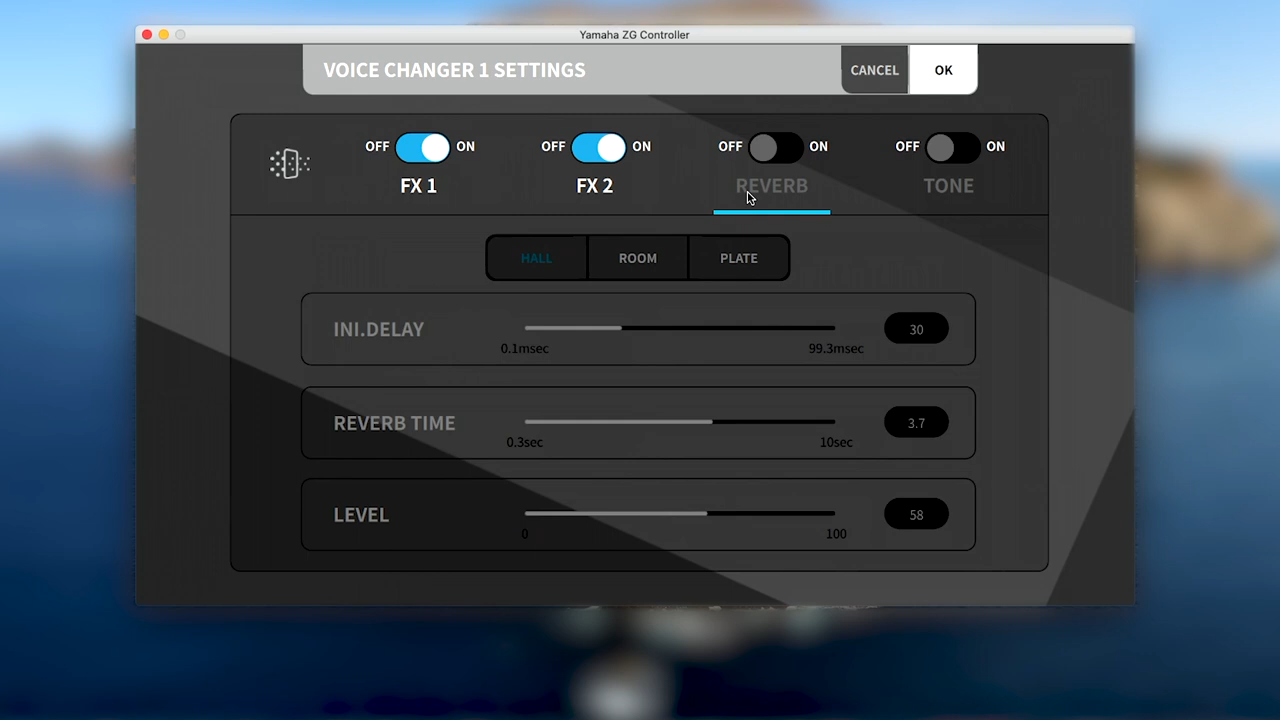 Yamaha ZG Controller
VOICE CHANGER 1 SETTINGS
CANCEL
OK
OFF ON
OFF ON
OFF ON
OFF ON
FX 1
FX 2
REVERB
TONE
HALL
ROOM
PLATE
INI.DELAY
30
0.1msec
99.3msec
REVERB TIME
3.7
0.3sec
10sec
LEVEL
58
0
100